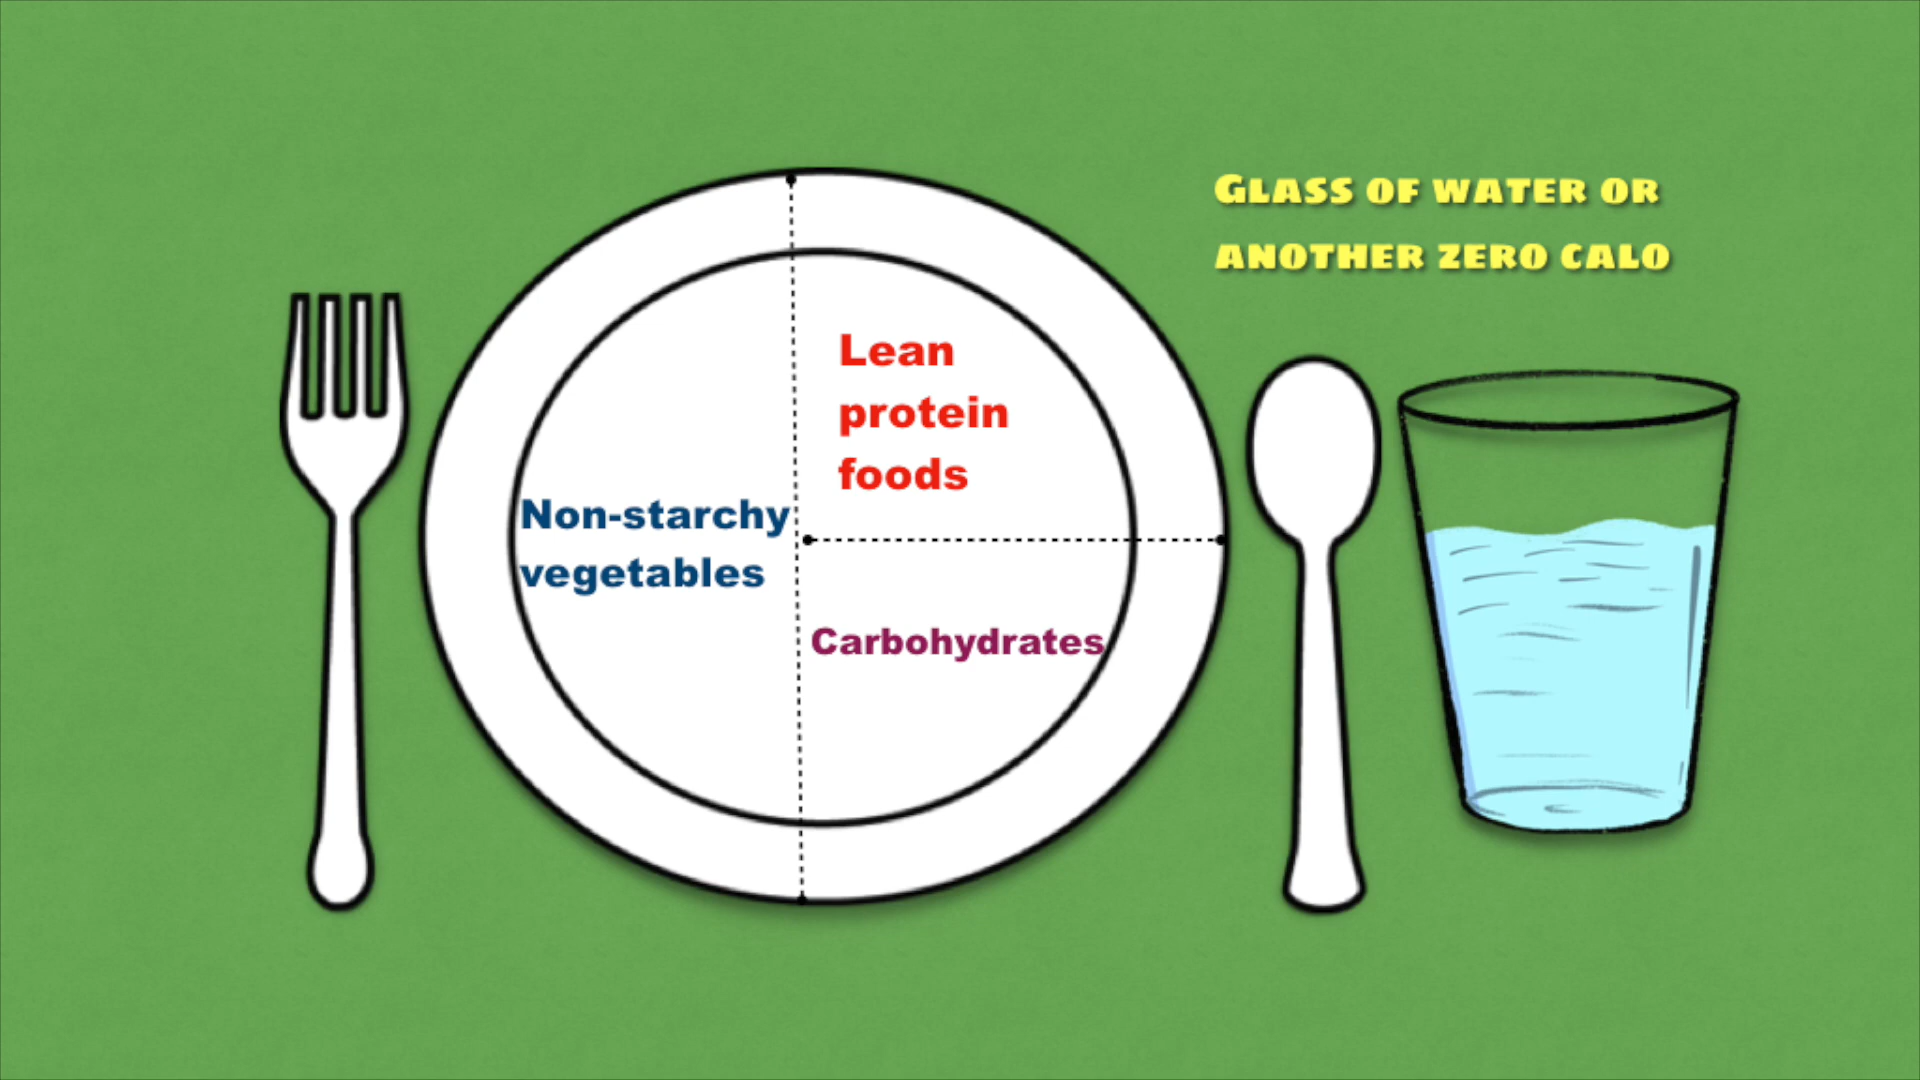 Glass of water or
another zero calo
Lean
protein
foods
Non-starchy
vegetables
Carbohydrates